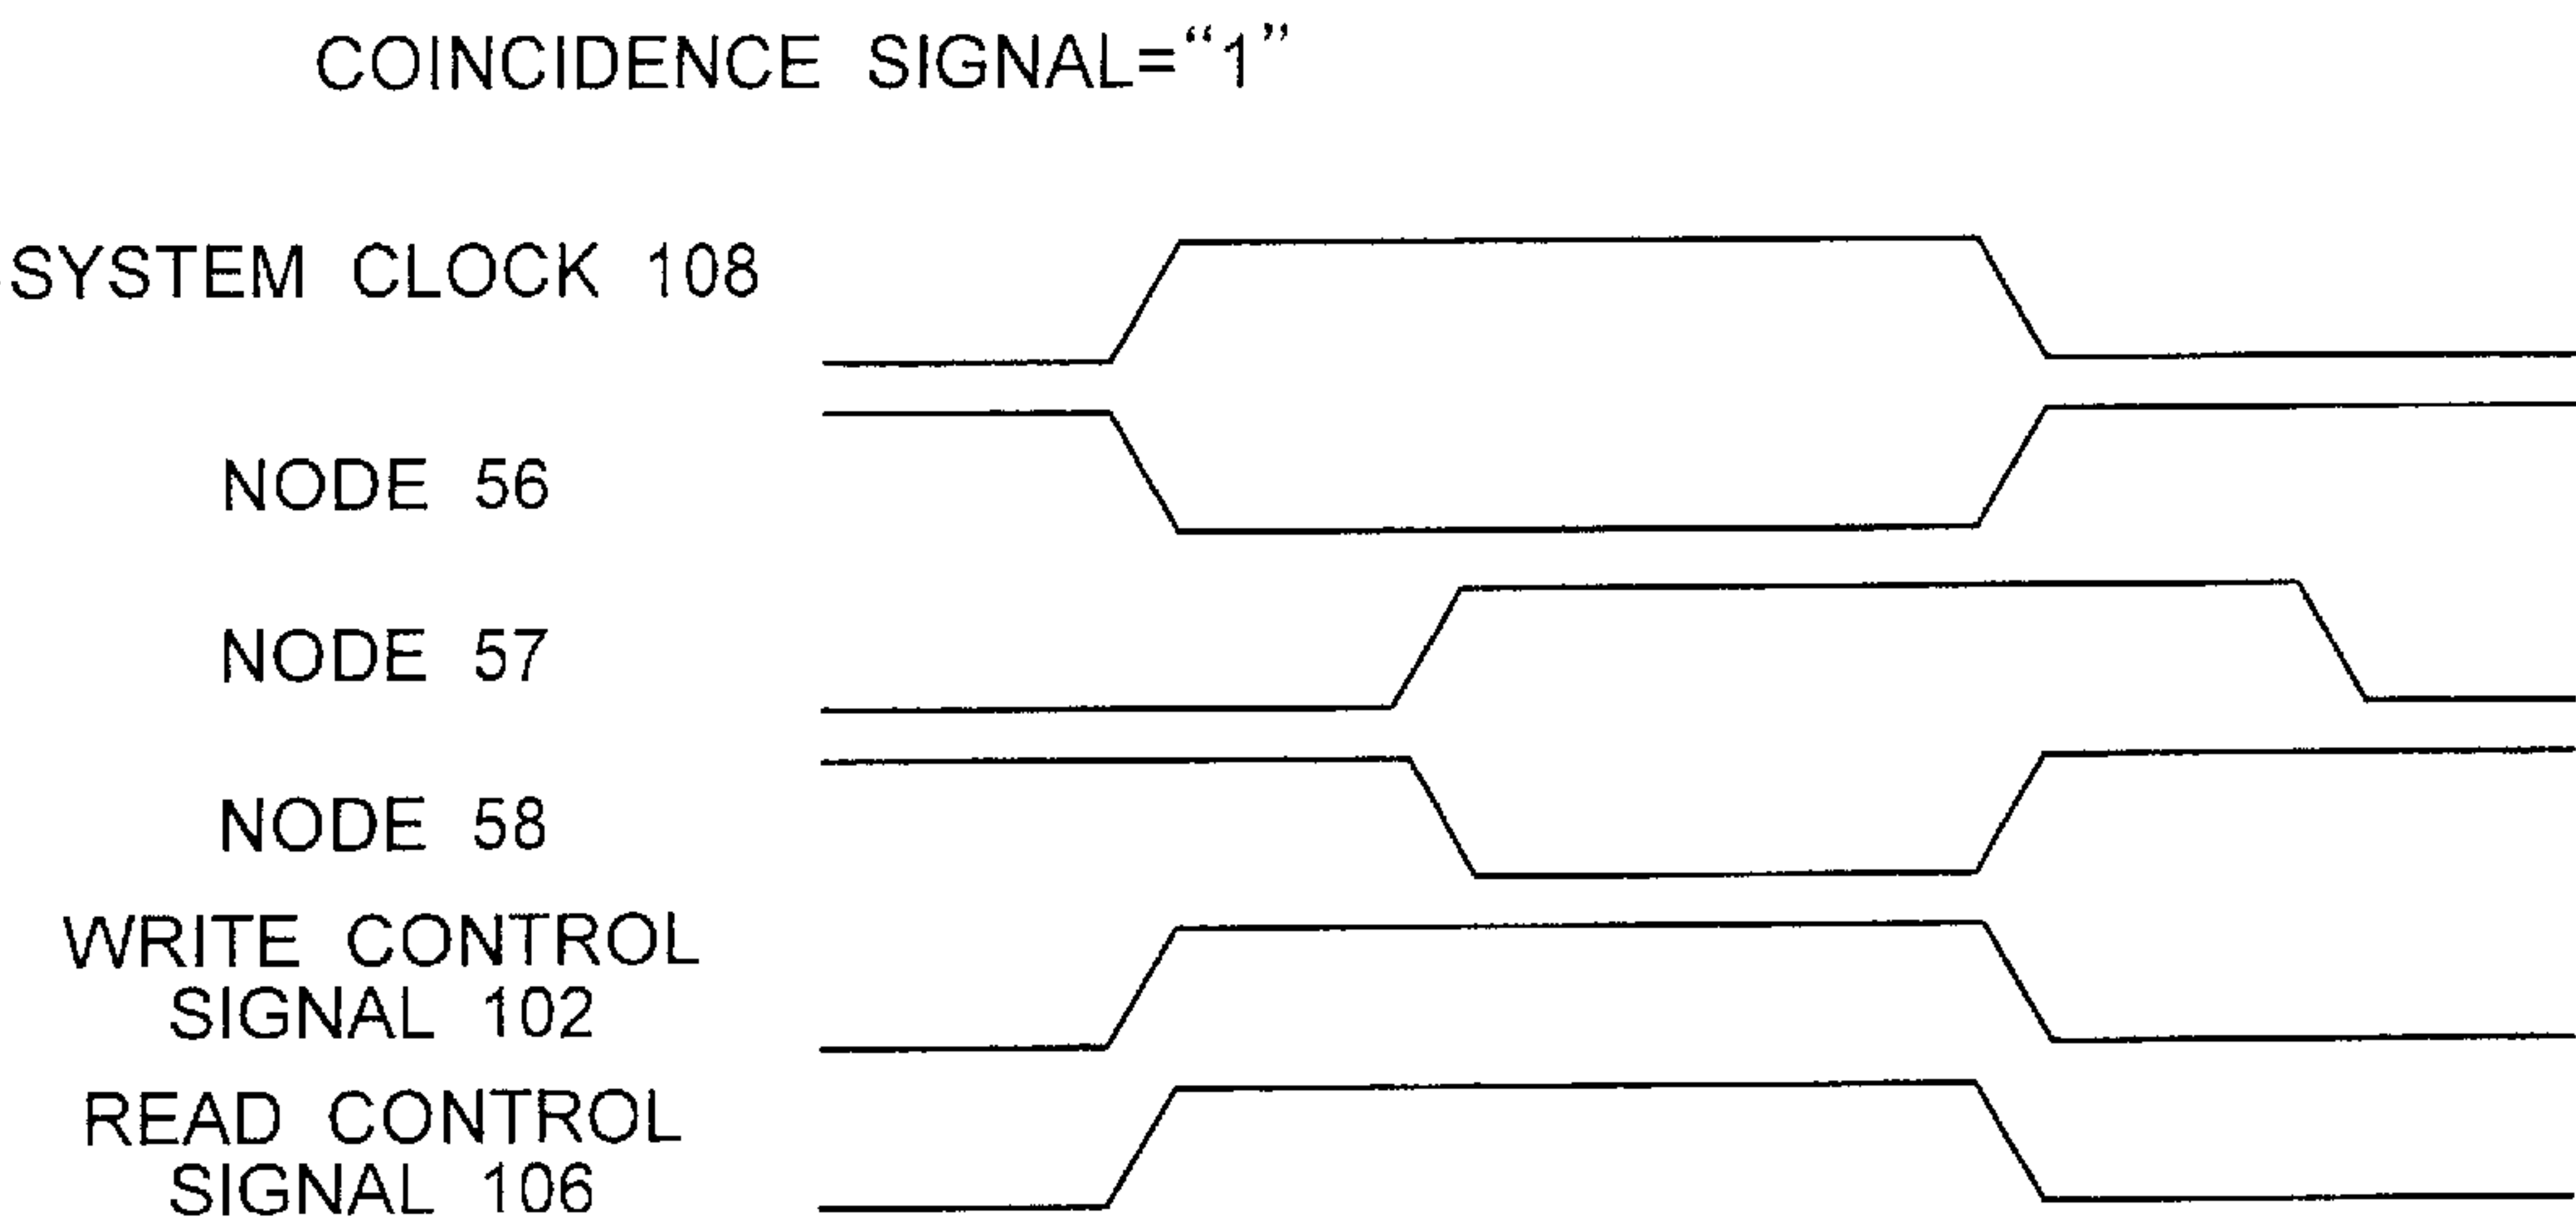 COINCIDENCE SIGNAL=“1”
SYSTEM CLOCK 108
NODE 56
NODE 57
NODE 58
WRITE CONTROL
SIGNAL 102
READ CONTROL
SIGNAL 106